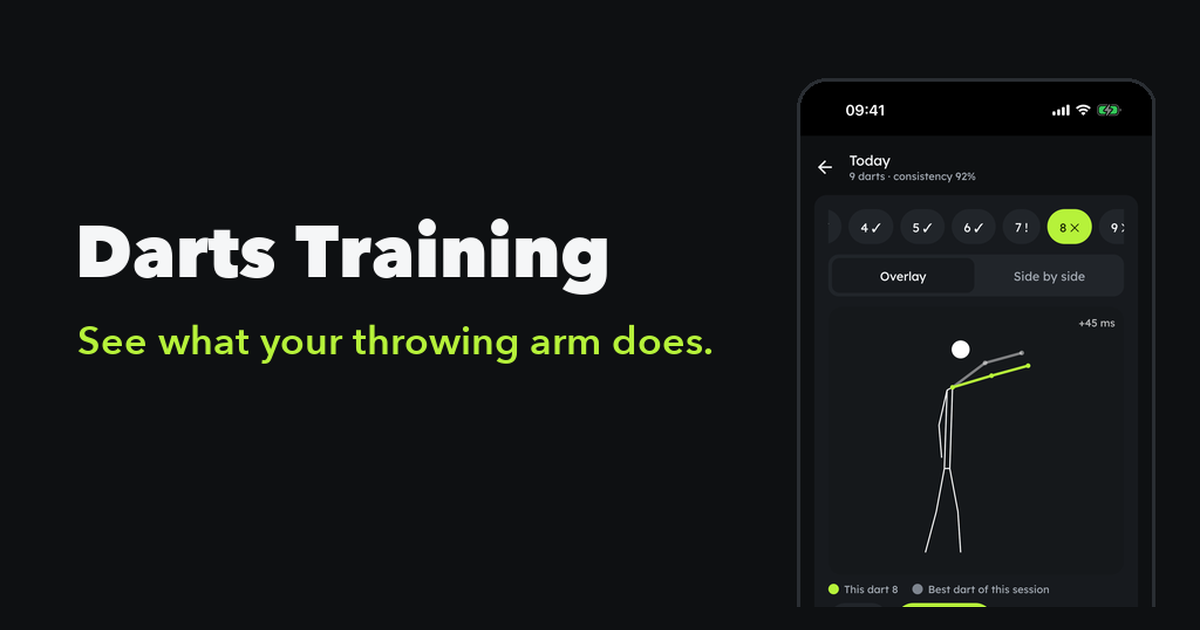 Darts Training
See what your throwing arm does.
09:41
Today
9 darts · consistency 92%
4 ✓ 5 ✓ 6 ✓ 7 ! 8 × 9
Overlay Side by side
+45 ms
This dart 8 Best dart of this session